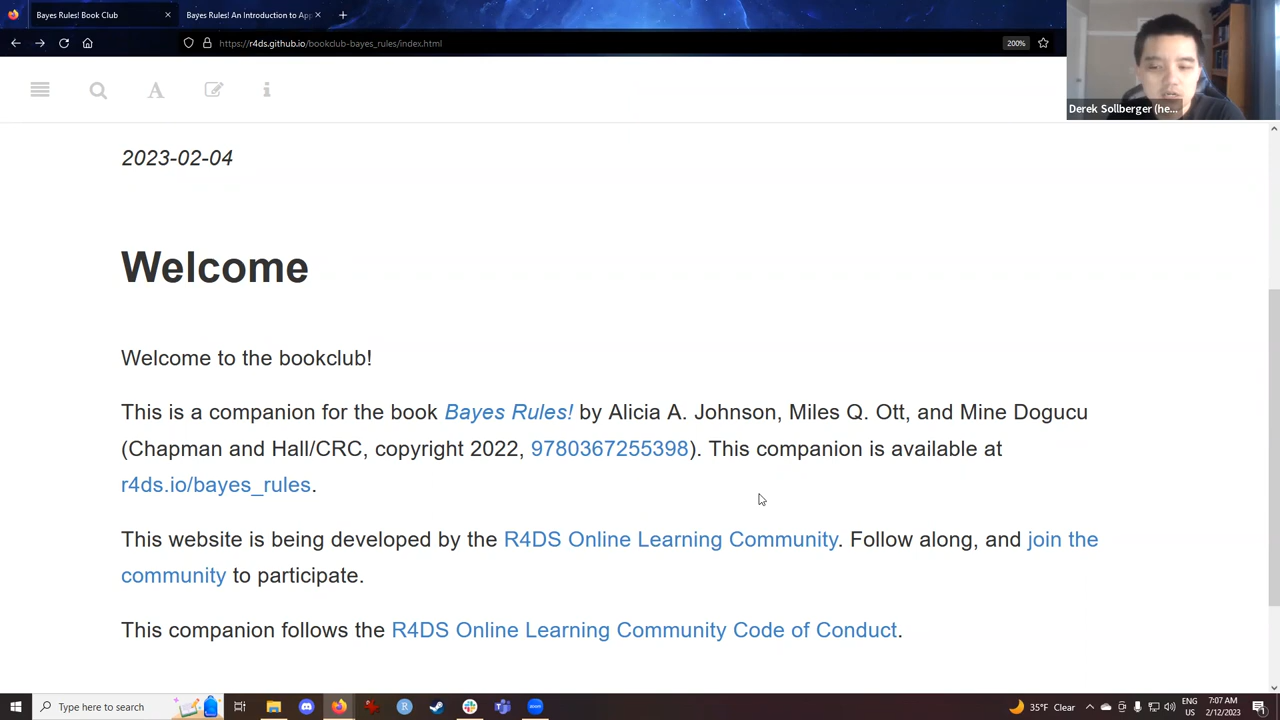 Bayes Rules! Book Club
Bayes Rules! An Introduction to App
https://r4ds.github.io/bookclub-bayes_rules/index.html
200%
Derek Sollberger (he...
2023-02-04
Welcome
Welcome to the bookclub!
This is a companion for the book Bayes Rules! by Alicia A. Johnson, Miles Q. Ott, and Mine Dogucu
(Chapman and Hall/CRC, copyright 2022, 9780367255398). This companion is available at
r4ds.io/bayes_rules.
This website is being developed by the R4DS Online Learning Community. Follow along, and join the
community to participate.
This companion follows the R4DS Online Learning Community Code of Conduct.
Type here to search
zoom
35°F Clear
ENG
US
7:07 AM
2/12/2023
1